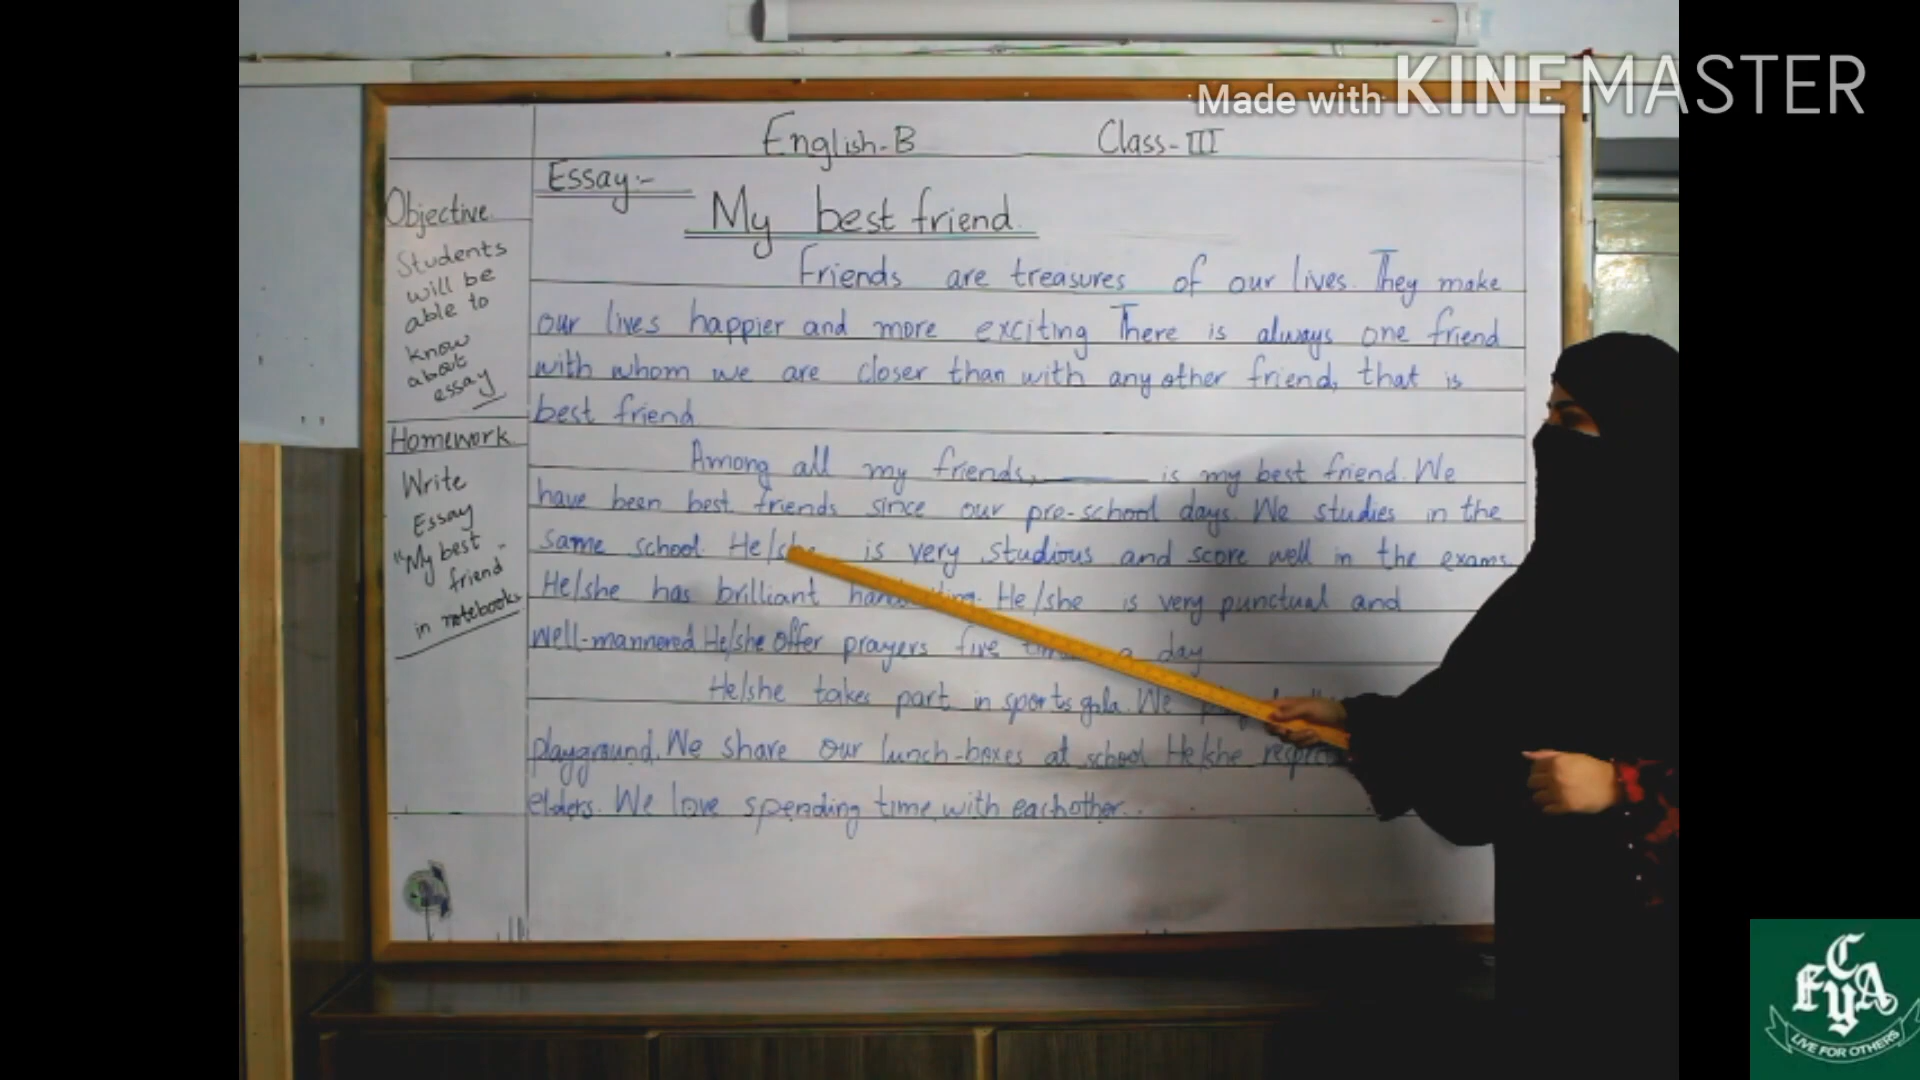 Made with KINEMASTER
English-B Class-III
Essay:-
My best friend
Objective
Students
will be
able to
know
about
essay
Homework
Write
Essay
"My best
friend
in notebooks
Friends are treasures of our lives. They make
our lives happier and more exciting There is always one friend
with whom we are closer than with any other friend, that is
best friend
Among all my friends, is my best friend. We
have been best friends since our pre-school days. We studies in the
same school. He/she is very studious and score well in the exams
He/she has brilliant He/she is very punctual and
well-mannered He/she offer prayers five a day
He/she takes part in sports gala. We
playground. We share our lunch-boxes at school He/she
elders. We love spending time with eachother..
ECYA
LIVE FOR OTHERS